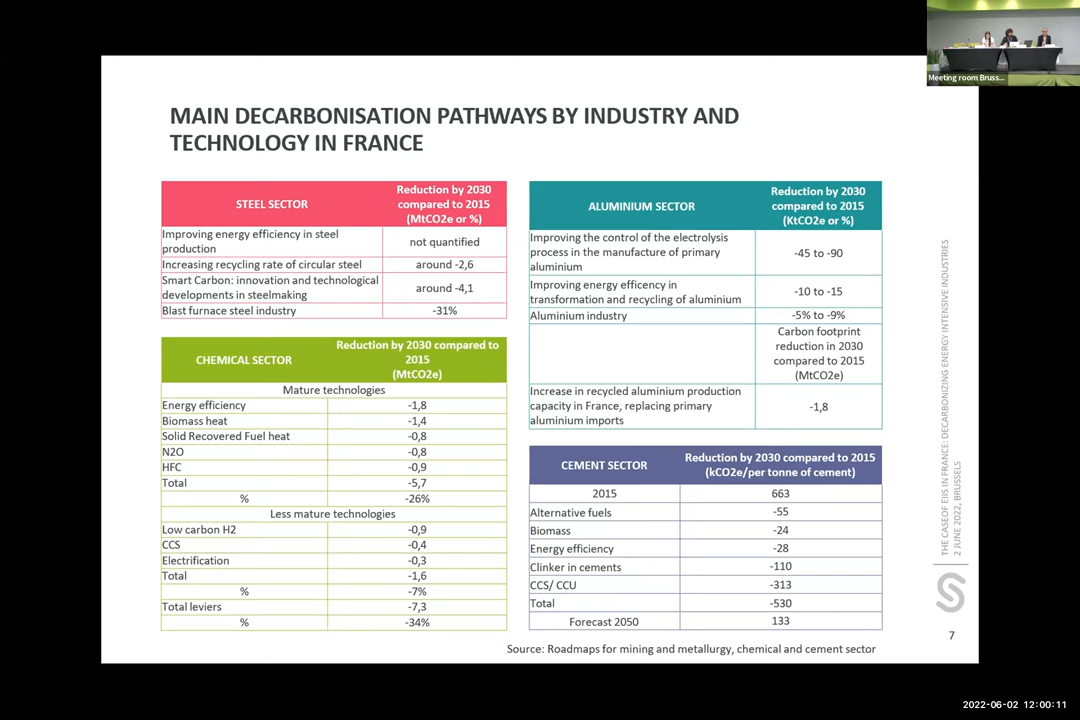 Meeting room Bruss...
MAIN DECARBONISATION PATHWAYS BY INDUSTRY AND
TECHNOLOGY IN FRANCE
STEEL SECTOR
Reduction by 2030
compared to 2015
(MtCO2e or %)
Improving energy efficiency in steel
production
not quantified
Increasing recycling rate of circular steel
around -2,6
Smart Carbon: innovation and technological
developments in steelmaking
around -4,1
Blast furnace steel industry
-31%
CHEMICAL SECTOR
Reduction by 2030 compared to
2015
(MtCO2e)
Mature technologies
Energy efficiency
-1,8
Biomass heat
-1,4
Solid Recovered Fuel heat
-0,8
N2O
-0,8
HFC
-0,9
Total
-5,7
%
-26%
Less mature technologies
Low carbon H2
-0,9
CCS
-0,4
Electrification
-0,3
Total
-1,6
%
-7%
Total leviers
-7,3
%
-34%
ALUMINIUM SECTOR
Reduction by 2030
compared to 2015
(KtCO2e or %)
Improving the control of the electrolysis
process in the manufacture of primary
aluminium
-45 to -90
Improving energy efficency in
transformation and recycling of aluminium
-10 to -15
Aluminium industry
-5% to -9%
Carbon footprint
reduction in 2030
compared to 2015
(MtCO2e)
Increase in recycled aluminium production
capacity in France, replacing primary
aluminium imports
-1,8
CEMENT SECTOR
Reduction by 2030 compared to 2015
(kCO2e/per tonne of cement)
2015
663
Alternative fuels
-55
Biomass
-24
Energy efficiency
-28
Clinker in cements
-110
CCS/ CCU
-313
Total
-530
Forecast 2050
133
Source: Roadmaps for mining and metallurgy, chemical and cement sector
THE CASEOF EIIS IN FRANCE: DECARBONIZING ENERGY INTENSIVE INDUSTRIES
2 JUNE 2022, BRUSSELS
7
2022-06-02 12:00:11